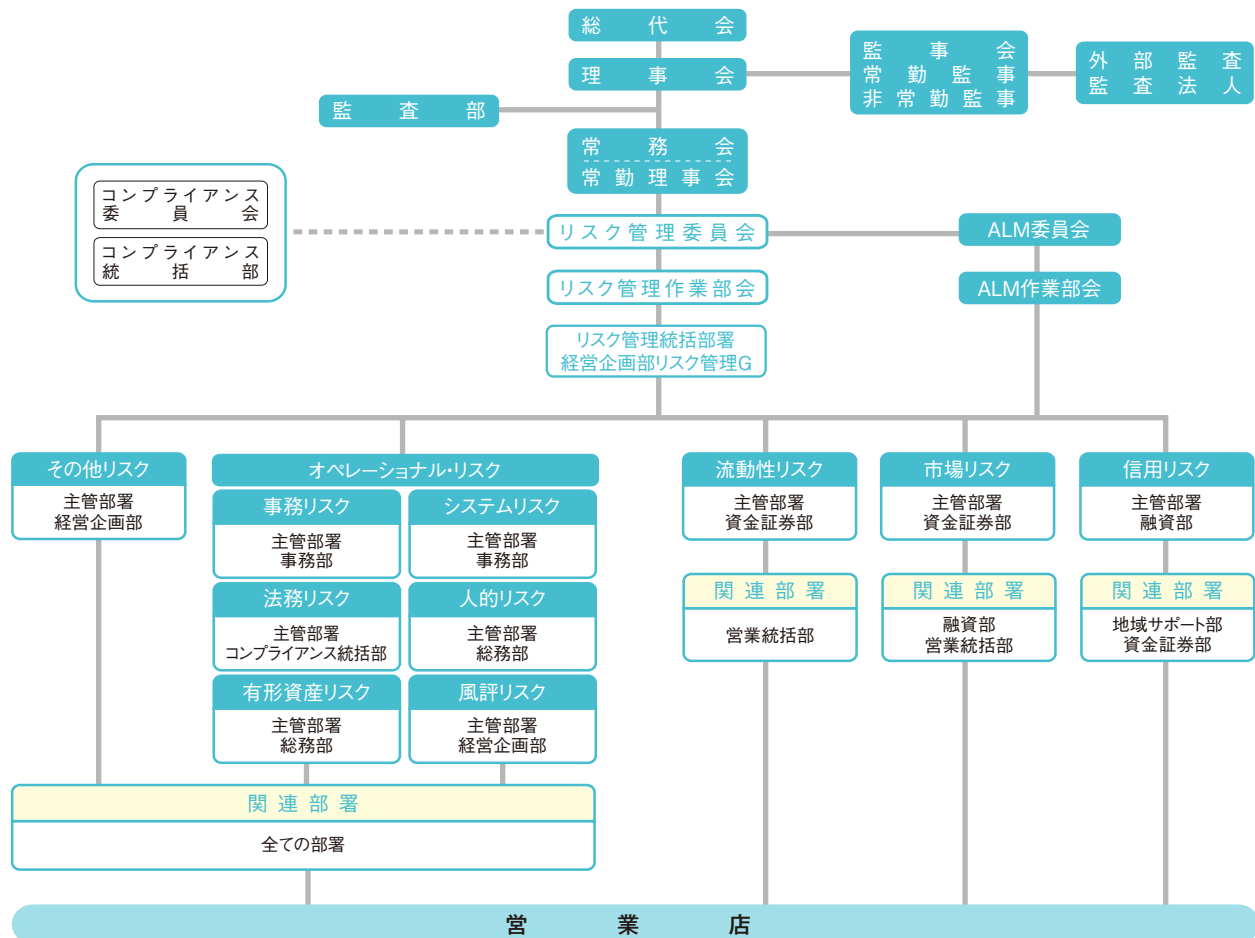 総代会
理事会
監事会
常勤監事
非常勤監事
外部監査
監査法人
監査部
常務会
常勤理事会
コンプライアンス
委員会
コンプライアンス
統括部
リスク管理委員会
ALM委員会
リスク管理作業部会
ALM作業部会
リスク管理統括部署
経営企画部リスク管理G
その他リスク
主管部署
経営企画部
オペレーショナル・リスク
事務リスク
主管部署
事務部
システムリスク
主管部署
事務部
法務リスク
主管部署
コンプライアンス統括部
人的リスク
主管部署
総務部
有形資産リスク
主管部署
総務部
風評リスク
主管部署
経営企画部
関連部署
全ての部署
流動性リスク
主管部署
資金証券部
関連部署
営業統括部
市場リスク
主管部署
資金証券部
関連部署
融資部
営業統括部
信用リスク
主管部署
融資部
関連部署
地域サポート部
資金証券部
営業店